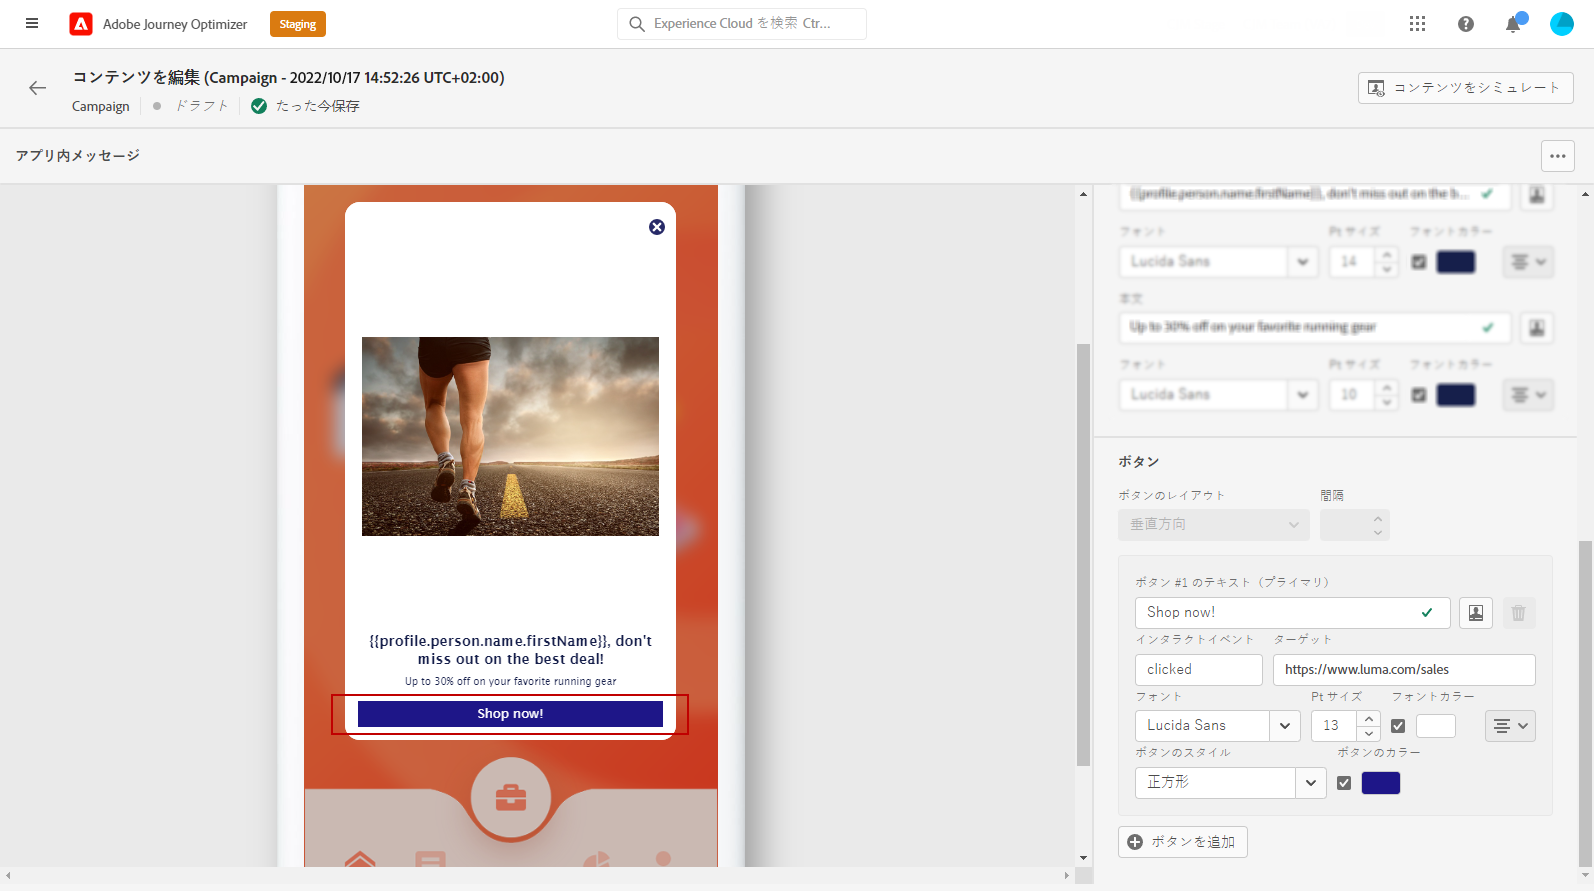 Adobe Journey Optimizer
Staging
Experience Cloud を検索 Ctr...
コンテンツを編集 (Campaign - 2022/10/17 14:52:26 UTC+02:00)
Campaign
ドラフト
たった今保存
コンテンツをシミュレート
アプリ内メッセージ
{{profile.person.name.firstName}}, don't
miss out on the best deal!
Up to 30% off on your favorite running gear
Shop now!
{{profile.person.name.firstName}}, don't miss out on the b...
フォント
Pt サイズ
フォントカラー
Lucida Sans
14
本文
Up to 30% off on your favorite running gear
フォント
Pt サイズ
フォントカラー
Lucida Sans
10
ボタン
ボタンのレイアウト
間隔
垂直方向
ボタン #1 のテキスト（プライマリ）
Shop now!
インタラクトイベント
ターゲット
clicked
https://www.luma.com/sales
フォント
Pt サイズ
フォントカラー
Lucida Sans
13
ボタンのスタイル
ボタンのカラー
正方形
ボタンを追加